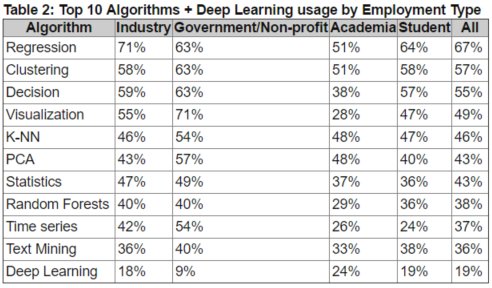 Table 2: Top 10 Algorithms + Deep Learning usage by Employment Type
Algorithm Industry Government/Non-profit Academia Student All
Regression 71% 63% 51% 64% 67%
Clustering 58% 63% 51% 58% 57%
Decision 59% 63% 38% 57% 55%
Visualization 55% 71% 28% 47% 49%
K-NN 46% 54% 48% 47% 46%
PCA 43% 57% 48% 40% 43%
Statistics 47% 49% 37% 36% 43%
Random Forests 40% 40% 29% 36% 38%
Time series 42% 54% 26% 24% 37%
Text Mining 36% 40% 33% 38% 36%
Deep Learning 18% 9% 24% 19% 19%